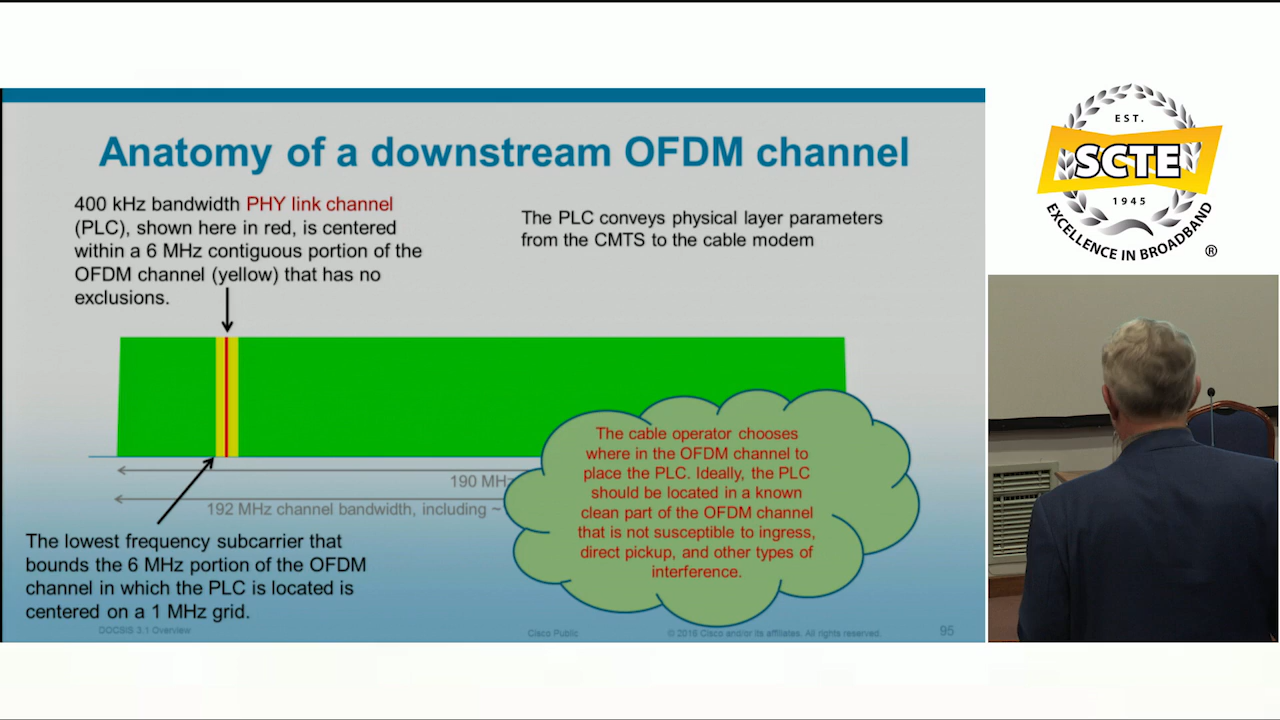 Anatomy of a downstream OFDM channel
400 kHz bandwidth PHY link channel
(PLC), shown here in red, is centered
within a 6 MHz contiguous portion of the
OFDM channel (yellow) that has no
exclusions.
The PLC conveys physical layer parameters
from the CMTS to the cable modem
190 MHz
192 MHz channel bandwidth, including ~
The cable operator chooses
where in the OFDM channel to
place the PLC. Ideally, the PLC
should be located in a known
clean part of the OFDM channel
that is not susceptible to ingress,
direct pickup, and other types of
interference.
The lowest frequency subcarrier that
bounds the 6 MHz portion of the OFDM
channel in which the PLC is located is
centered on a 1 MHz grid.
DOCSIS 3.1 Overview
Cisco Public
© 2016 Cisco and/or its affiliates. All rights reserved.
95
EST.
SCTE
1945
EXCELLENCE IN BROADBAND
®